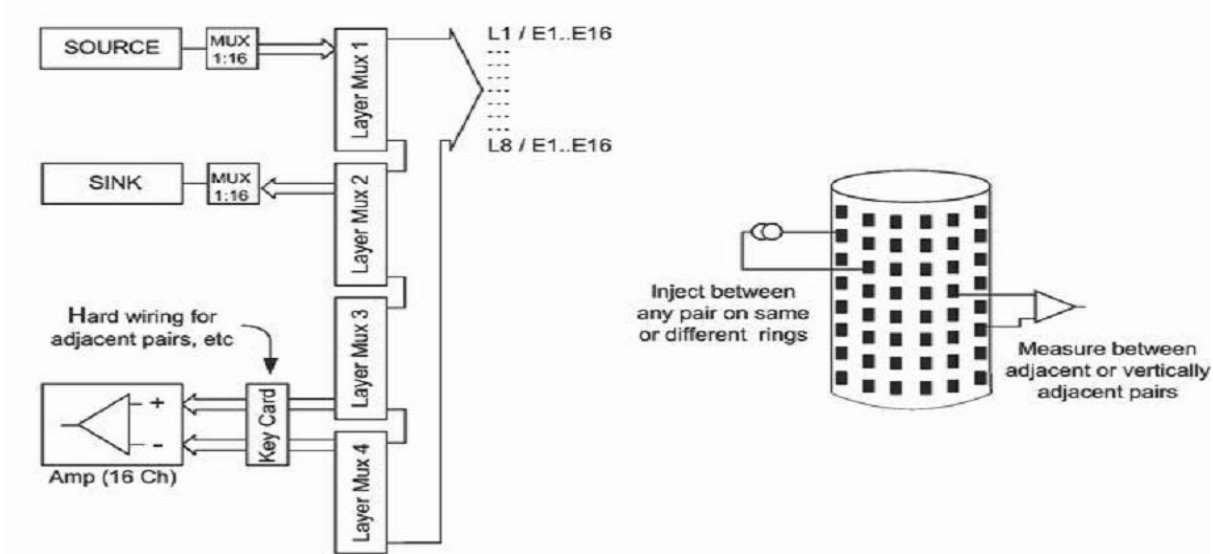 SOURCE
MUX
1:16
Layer Mux 1
L1 / E1..E16
L8 / E1..E16
SINK
MUX
1:16
Layer Mux 2
Hard wiring for
adjacent pairs, etc
Layer Mux 3
Key Card
+
-
Amp (16 Ch)
Layer Mux 4
Inject between
any pair on same
or different rings
Measure between
adjacent or vertically
adjacent pairs